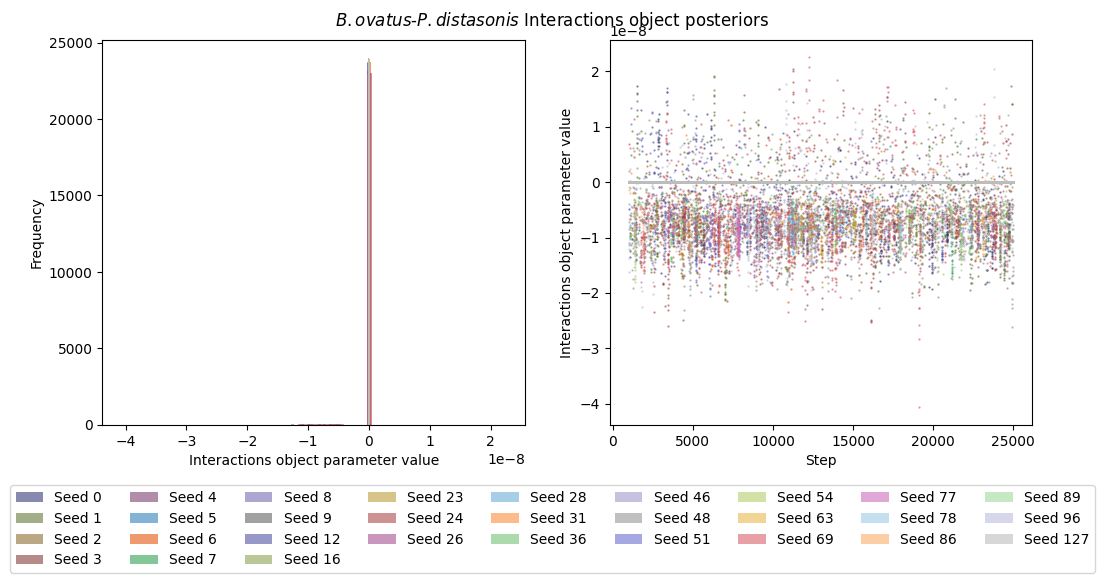 B.ovatus-P.distasonis Interactions object posteriors
25000
20000
15000
10000
5000
0
Frequency
−4 −3 −2 −1 0 1 2
1e−8
Interactions object parameter value
1e−8
2
1
0
−1
−2
−3
−4
Interactions object parameter value
0 5000 10000 15000 20000 25000
Step
Seed 0 Seed 4 Seed 8 Seed 23 Seed 28 Seed 46 Seed 54 Seed 77 Seed 89
Seed 1 Seed 5 Seed 9 Seed 24 Seed 31 Seed 48 Seed 63 Seed 78 Seed 96
Seed 2 Seed 6 Seed 12 Seed 26 Seed 36 Seed 51 Seed 69 Seed 86 Seed 127
Seed 3 Seed 7 Seed 16